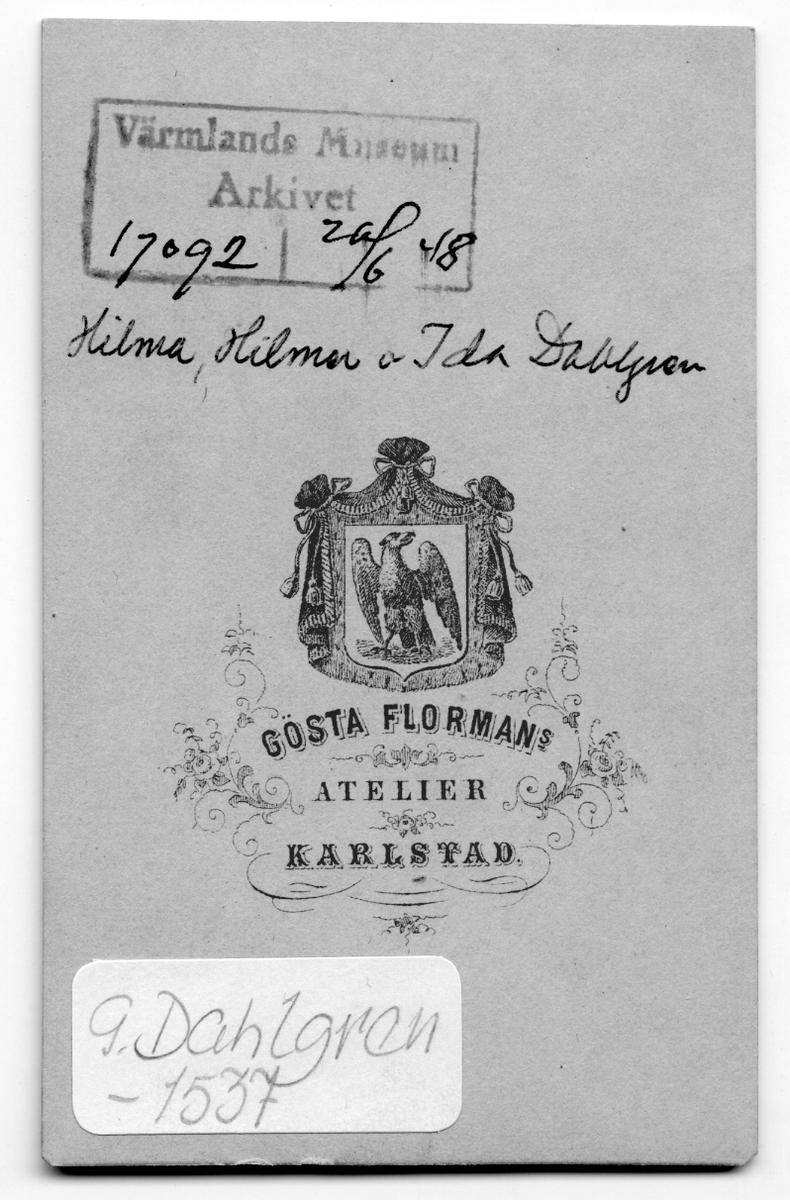 Värmlands Museum
Arkivet
17092 20/6 48
Hilma, Hilmer o Ida Dahlgren
GÖSTA FLORMANS
ATELIER
KARLSTAD.
G. Dahlgren
- 1537